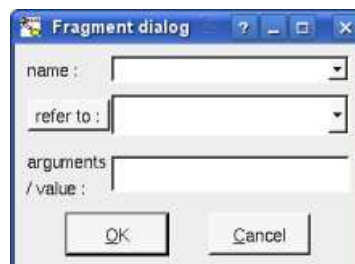 Fragment dialog
name :
refer to :
arguments
/ value :
OK
Cancel